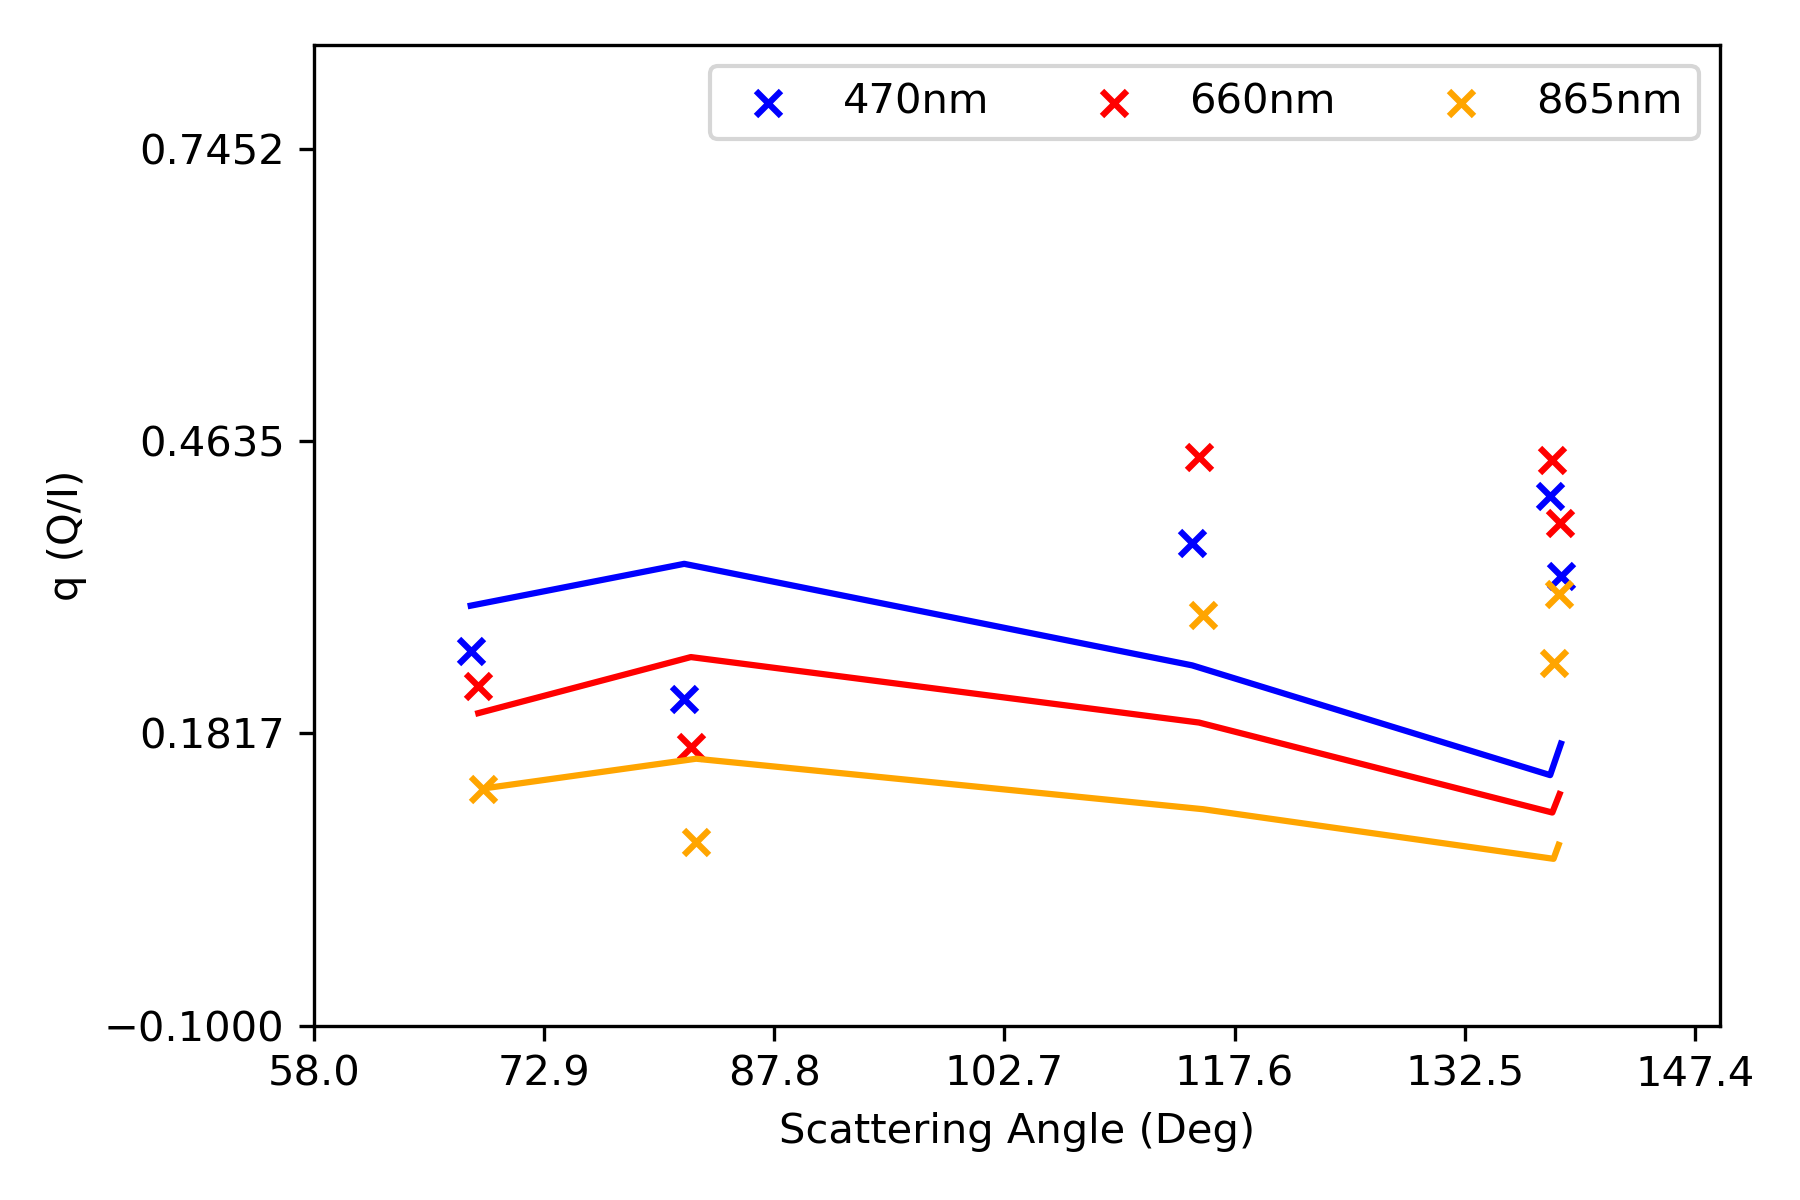 470nm 660nm 865nm
0.7452
0.4635
0.1817
−0.1000
q (Q/I)
58.0 72.9 87.8 102.7 117.6 132.5 147.4
Scattering Angle (Deg)